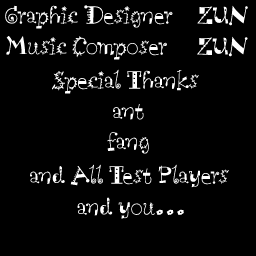 Graphic Designer ZUN
Music Composer ZUN
Special Thanks
ant
fang
and All Test Players
and you...